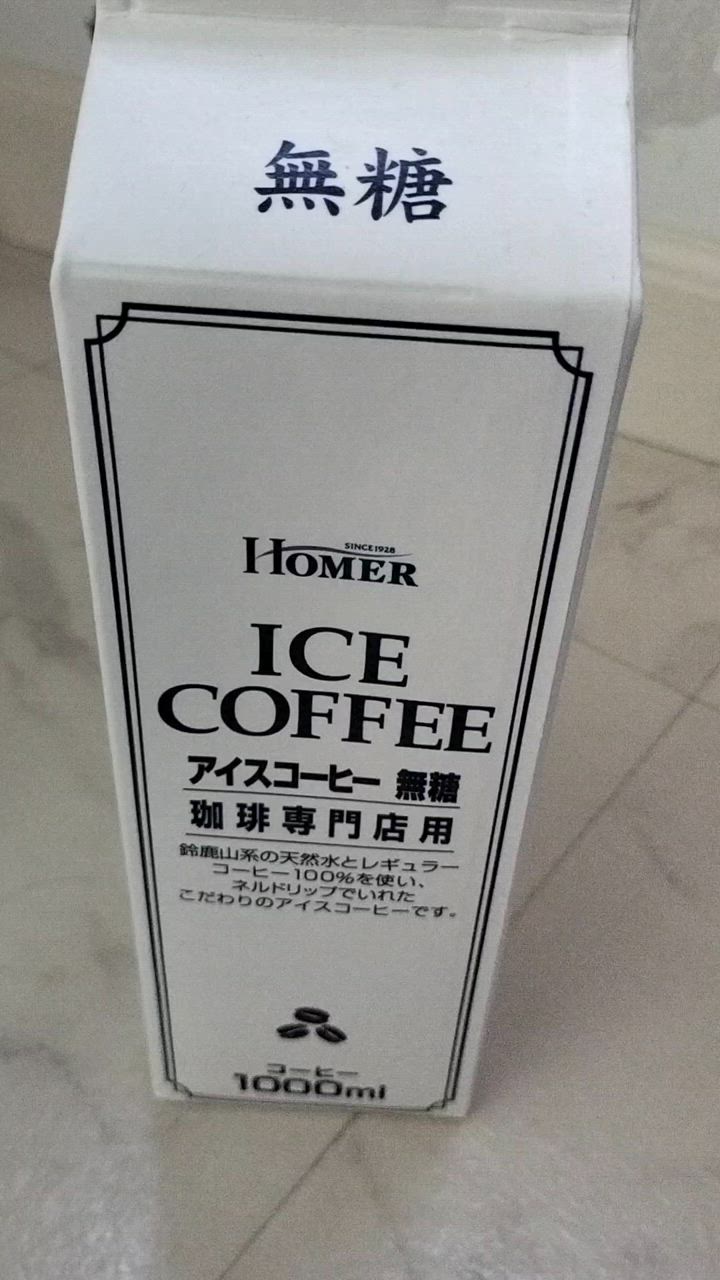 無糖
SINCE 1928
HOMER
ICE
COFFEE
アイスコーヒー 無糖
珈琲専門店用
鈴鹿山系の天然水とレギュラー
コーヒー100%を使い、
ネルドリップでいれた
こだわりのアイスコーヒーです。
コーヒー
1000ml